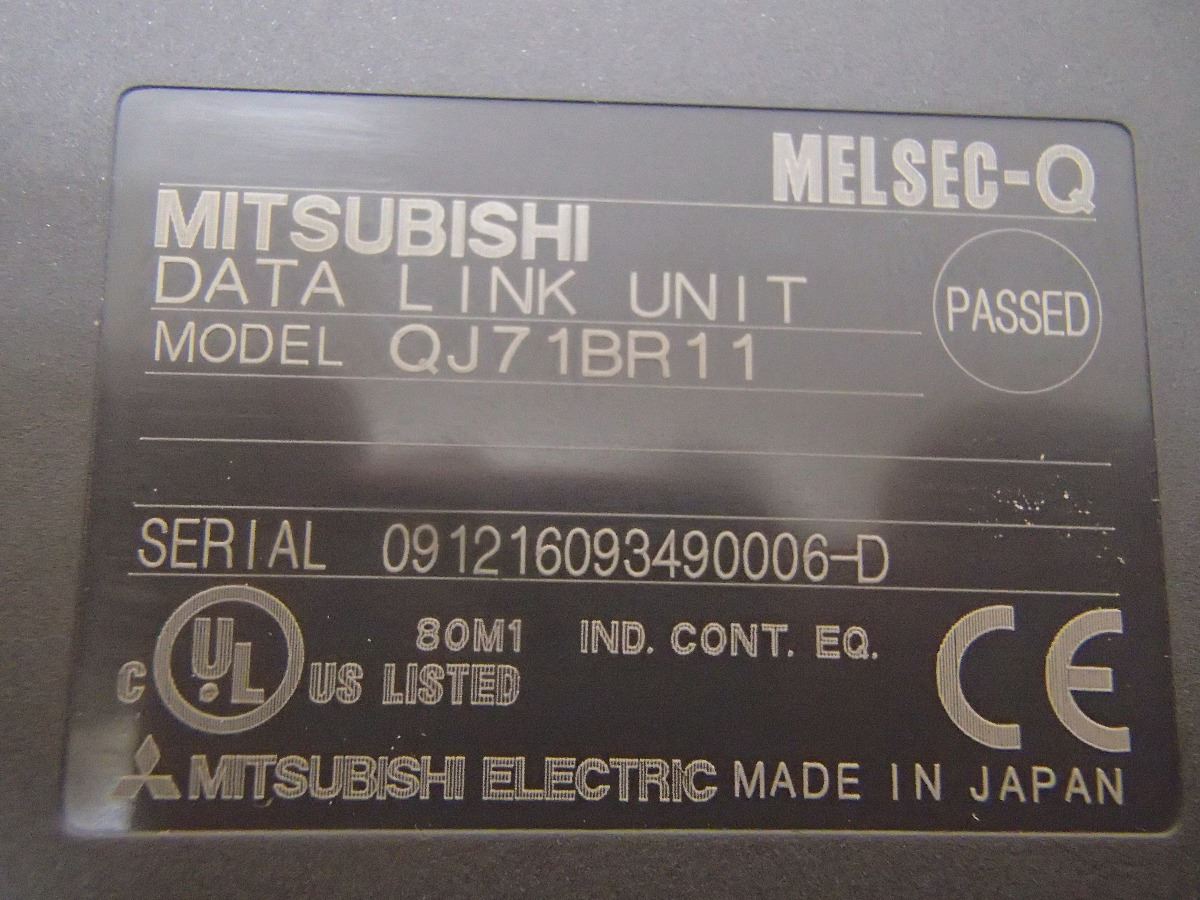 MELSEC-Q
MITSUBISHI
DATA LINK UNIT
PASSED
MODEL QJ71BR11
SERIAL 091216093490006-D
80M1 IND. CONT. EQ.
C UL US LISTED
CE
MITSUBISHI ELECTRIC MADE IN JAPAN